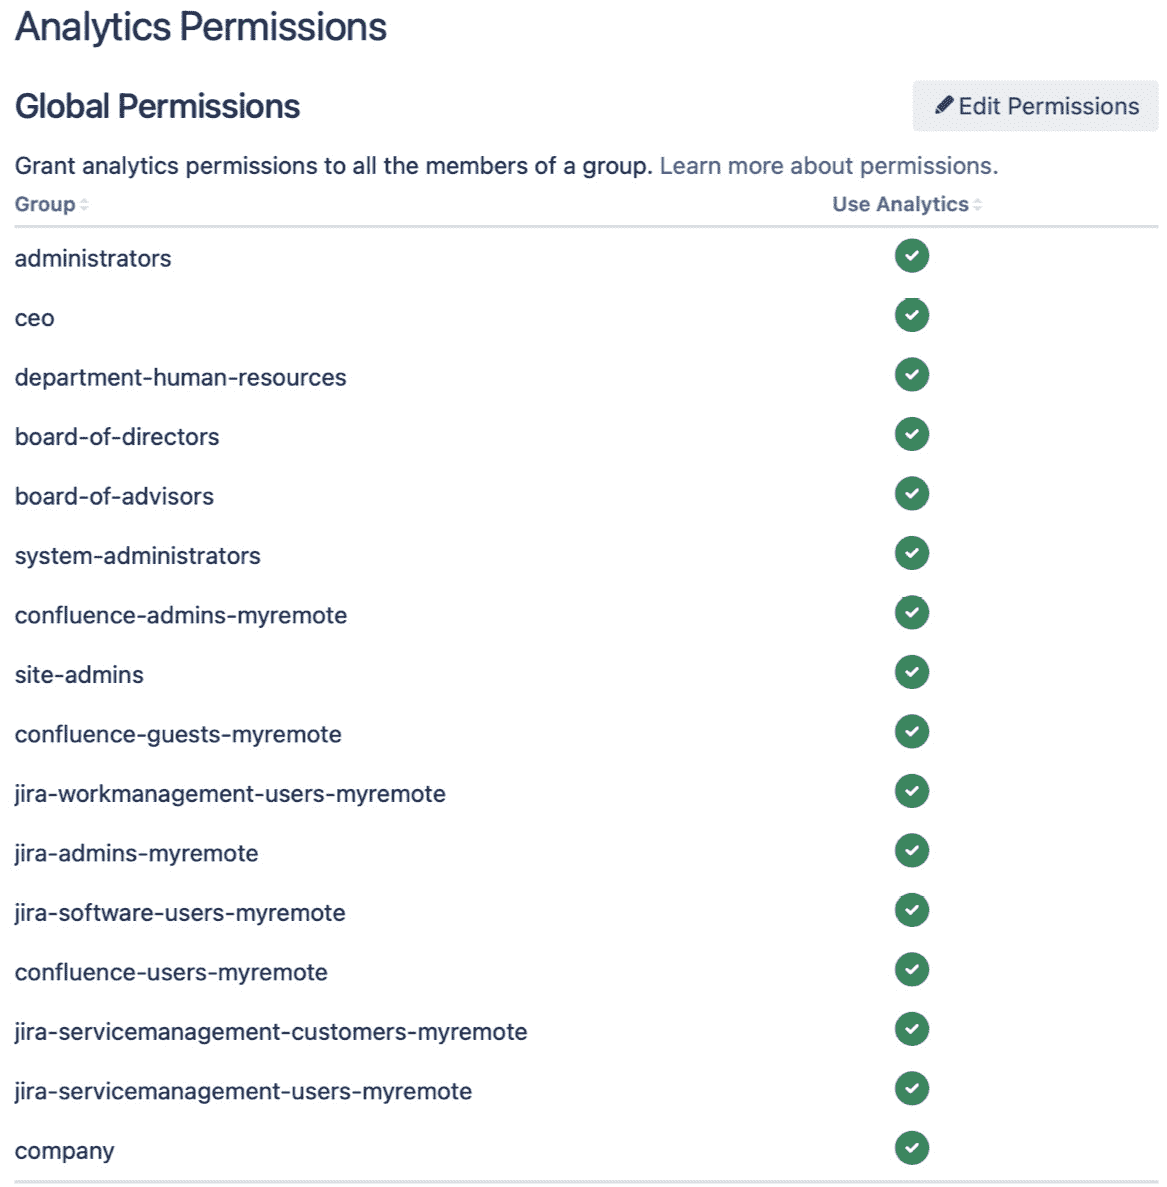 Analytics Permissions
Global Permissions
Edit Permissions
Grant analytics permissions to all the members of a group. Learn more about permissions.
Group Use Analytics
administrators
ceo
department-human-resources
board-of-directors
board-of-advisors
system-administrators
confluence-admins-myremote
site-admins
confluence-guests-myremote
jira-workmanagement-users-myremote
jira-admins-myremote
jira-software-users-myremote
confluence-users-myremote
jira-servicemanagement-customers-myremote
jira-servicemanagement-users-myremote
company